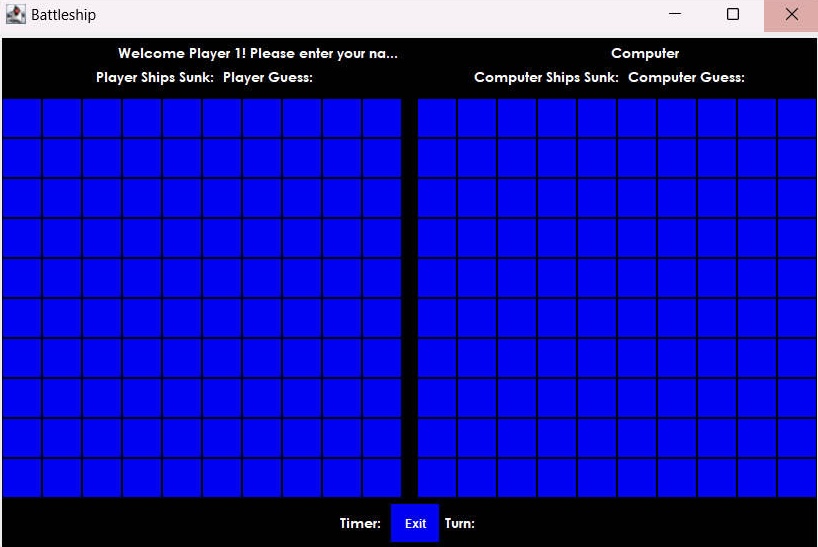 Battleship
Welcome Player 1! Please enter your na... Computer
Player Ships Sunk: Player Guess: Computer Ships Sunk: Computer Guess:
Timer: Exit Turn: